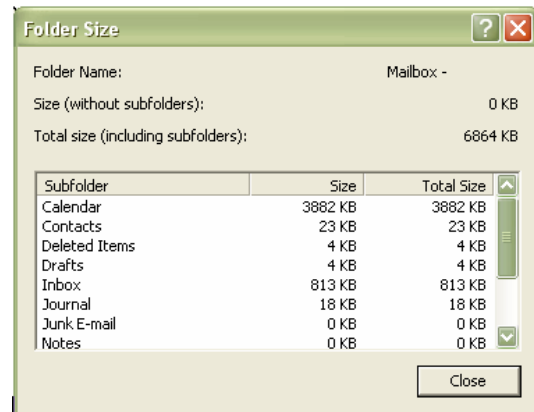 Folder Size
Folder Name: Mailbox -
Size (without subfolders): 0 KB
Total size (including subfolders): 6864 KB
Subfolder Size Total Size
Calendar 3882 KB 3882 KB
Contacts 23 KB 23 KB
Deleted Items 4 KB 4 KB
Drafts 4 KB 4 KB
Inbox 813 KB 813 KB
Journal 18 KB 18 KB
Junk E-mail 0 KB 0 KB
Notes 0 KB 0 KB
Close